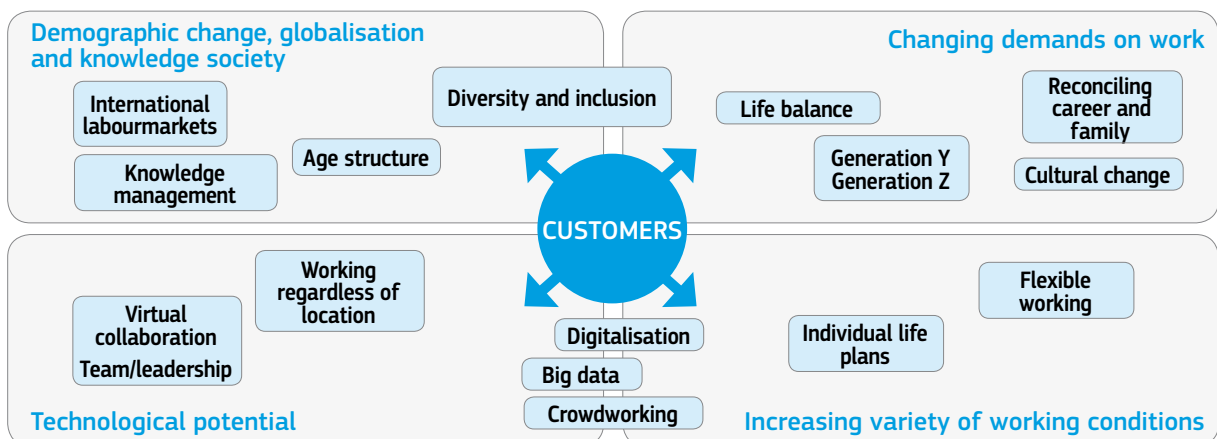 Demographic change, globalisation
and knowledge society
International
labourmarkets
Knowledge
management
Age structure
Diversity and inclusion
Changing demands on work
Life balance
Generation Y
Generation Z
Reconciling
career and
family
Cultural change
CUSTOMERS
Working
regardless of
location
Virtual
collaboration
Team/leadership
Technological potential
Digitalisation
Big data
Crowdworking
Individual life
plans
Flexible
working
Increasing variety of working conditions